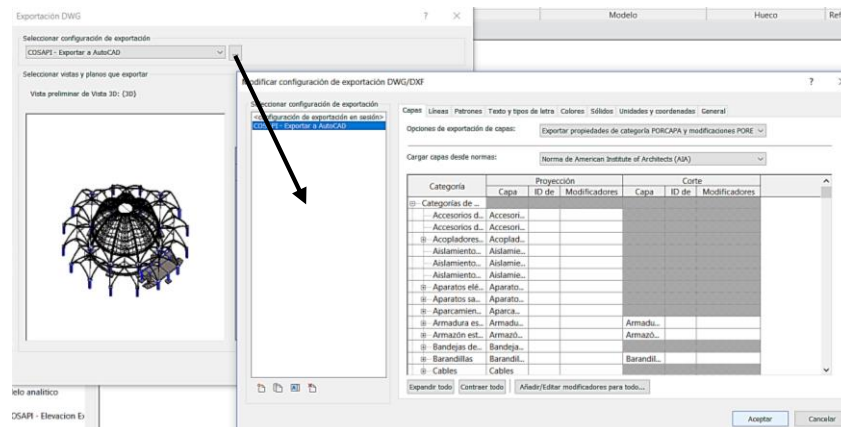 Exportación DWG
? ×
Modelo Hueco Ref
Seleccionar configuración de exportación
COSAPI - Exportar a AutoCAD
Seleccionar vistas y planos que exportar
Vista preliminar de Vista 3D: {3D}
Modificar configuración de exportación DWG/DXF
?
Seleccionar configuración de exportación
<configuración de exportación en sesión>
COSAPI - Exportar a AutoCAD
Capas Líneas Patrones Texto y tipos de letra Colores Sólidos Unidades y coordenadas General
Opciones de exportación de capas: Exportar propiedades de categoría PORCAPA y modificaciones PORE
Cargar capas desde normas: Norma de American Institute of Architects (AIA)
Categoría Proyección Corte
Capa ID de Modificadores Capa ID de Modificadores
Categorías de ...
Accesorios d... Accesori...
Accesorios d... Accesori...
Acopladores... Acoplad...
Aislamiento... Aislamie...
Aislamiento... Aislamie...
Aislamiento... Aislamie...
Aparatos elé... Aparato...
Aparatos sa... Aparato...
Aparcamien... Aparca...
Armadura es... Armadu... Armadu...
Armazón est... Armazó... Armazó...
Bandejas de... Bandeja...
Barandillas Barandil... Barandil...
Cables Cables
Expandir todo Contraer todo Añadir/Editar modificadores para todo...
elo analítico
OSAPI - Elevacion E
Aceptar Cancelar